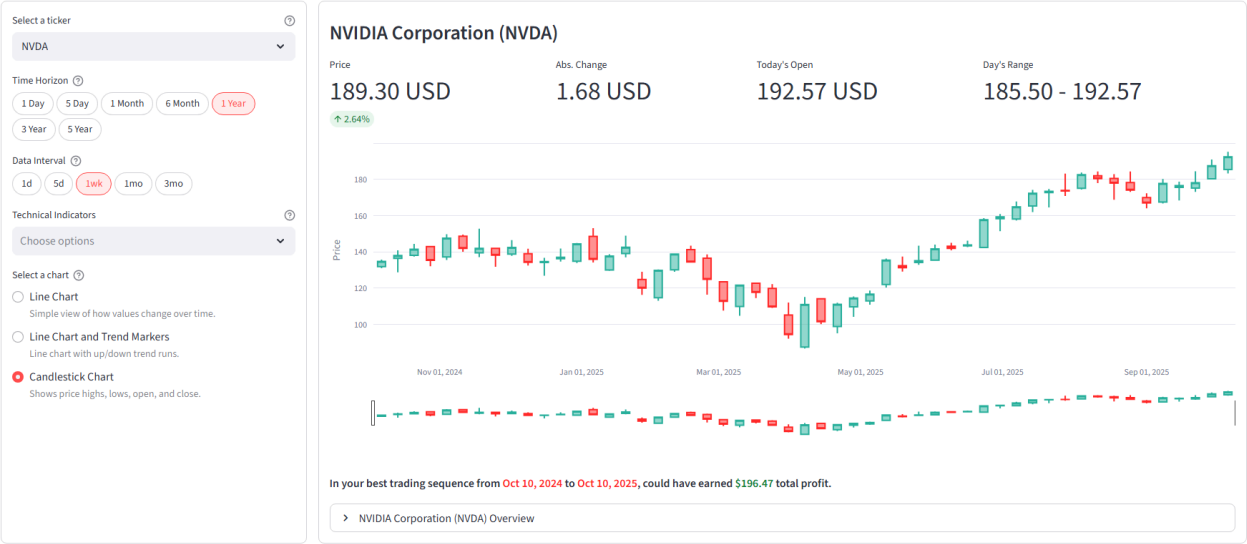 Select a ticker
NVDA
Time Horizon
1 Day
5 Day
1 Month
6 Month
1 Year
3 Year
5 Year
Data Interval
1d
5d
1wk
1mo
3mo
Technical Indicators
Choose options
Select a chart
Line Chart
Simple view of how values change over time.
Line Chart and Trend Markers
Line chart with up/down trend runs.
Candlestick Chart
Shows price highs, lows, open, and close.
NVIDIA Corporation (NVDA)
Price
189.30 USD
↑ 2.64%
Abs. Change
1.68 USD
Today's Open
192.57 USD
Day's Range
185.50 - 192.57
Price
180
160
140
120
100
Nov 01, 2024
Jan 01, 2025
Mar 01, 2025
May 01, 2025
Jul 01, 2025
Sep 01, 2025
In your best trading sequence from Oct 10, 2024 to Oct 10, 2025, could have earned $196.47 total profit.
NVIDIA Corporation (NVDA) Overview